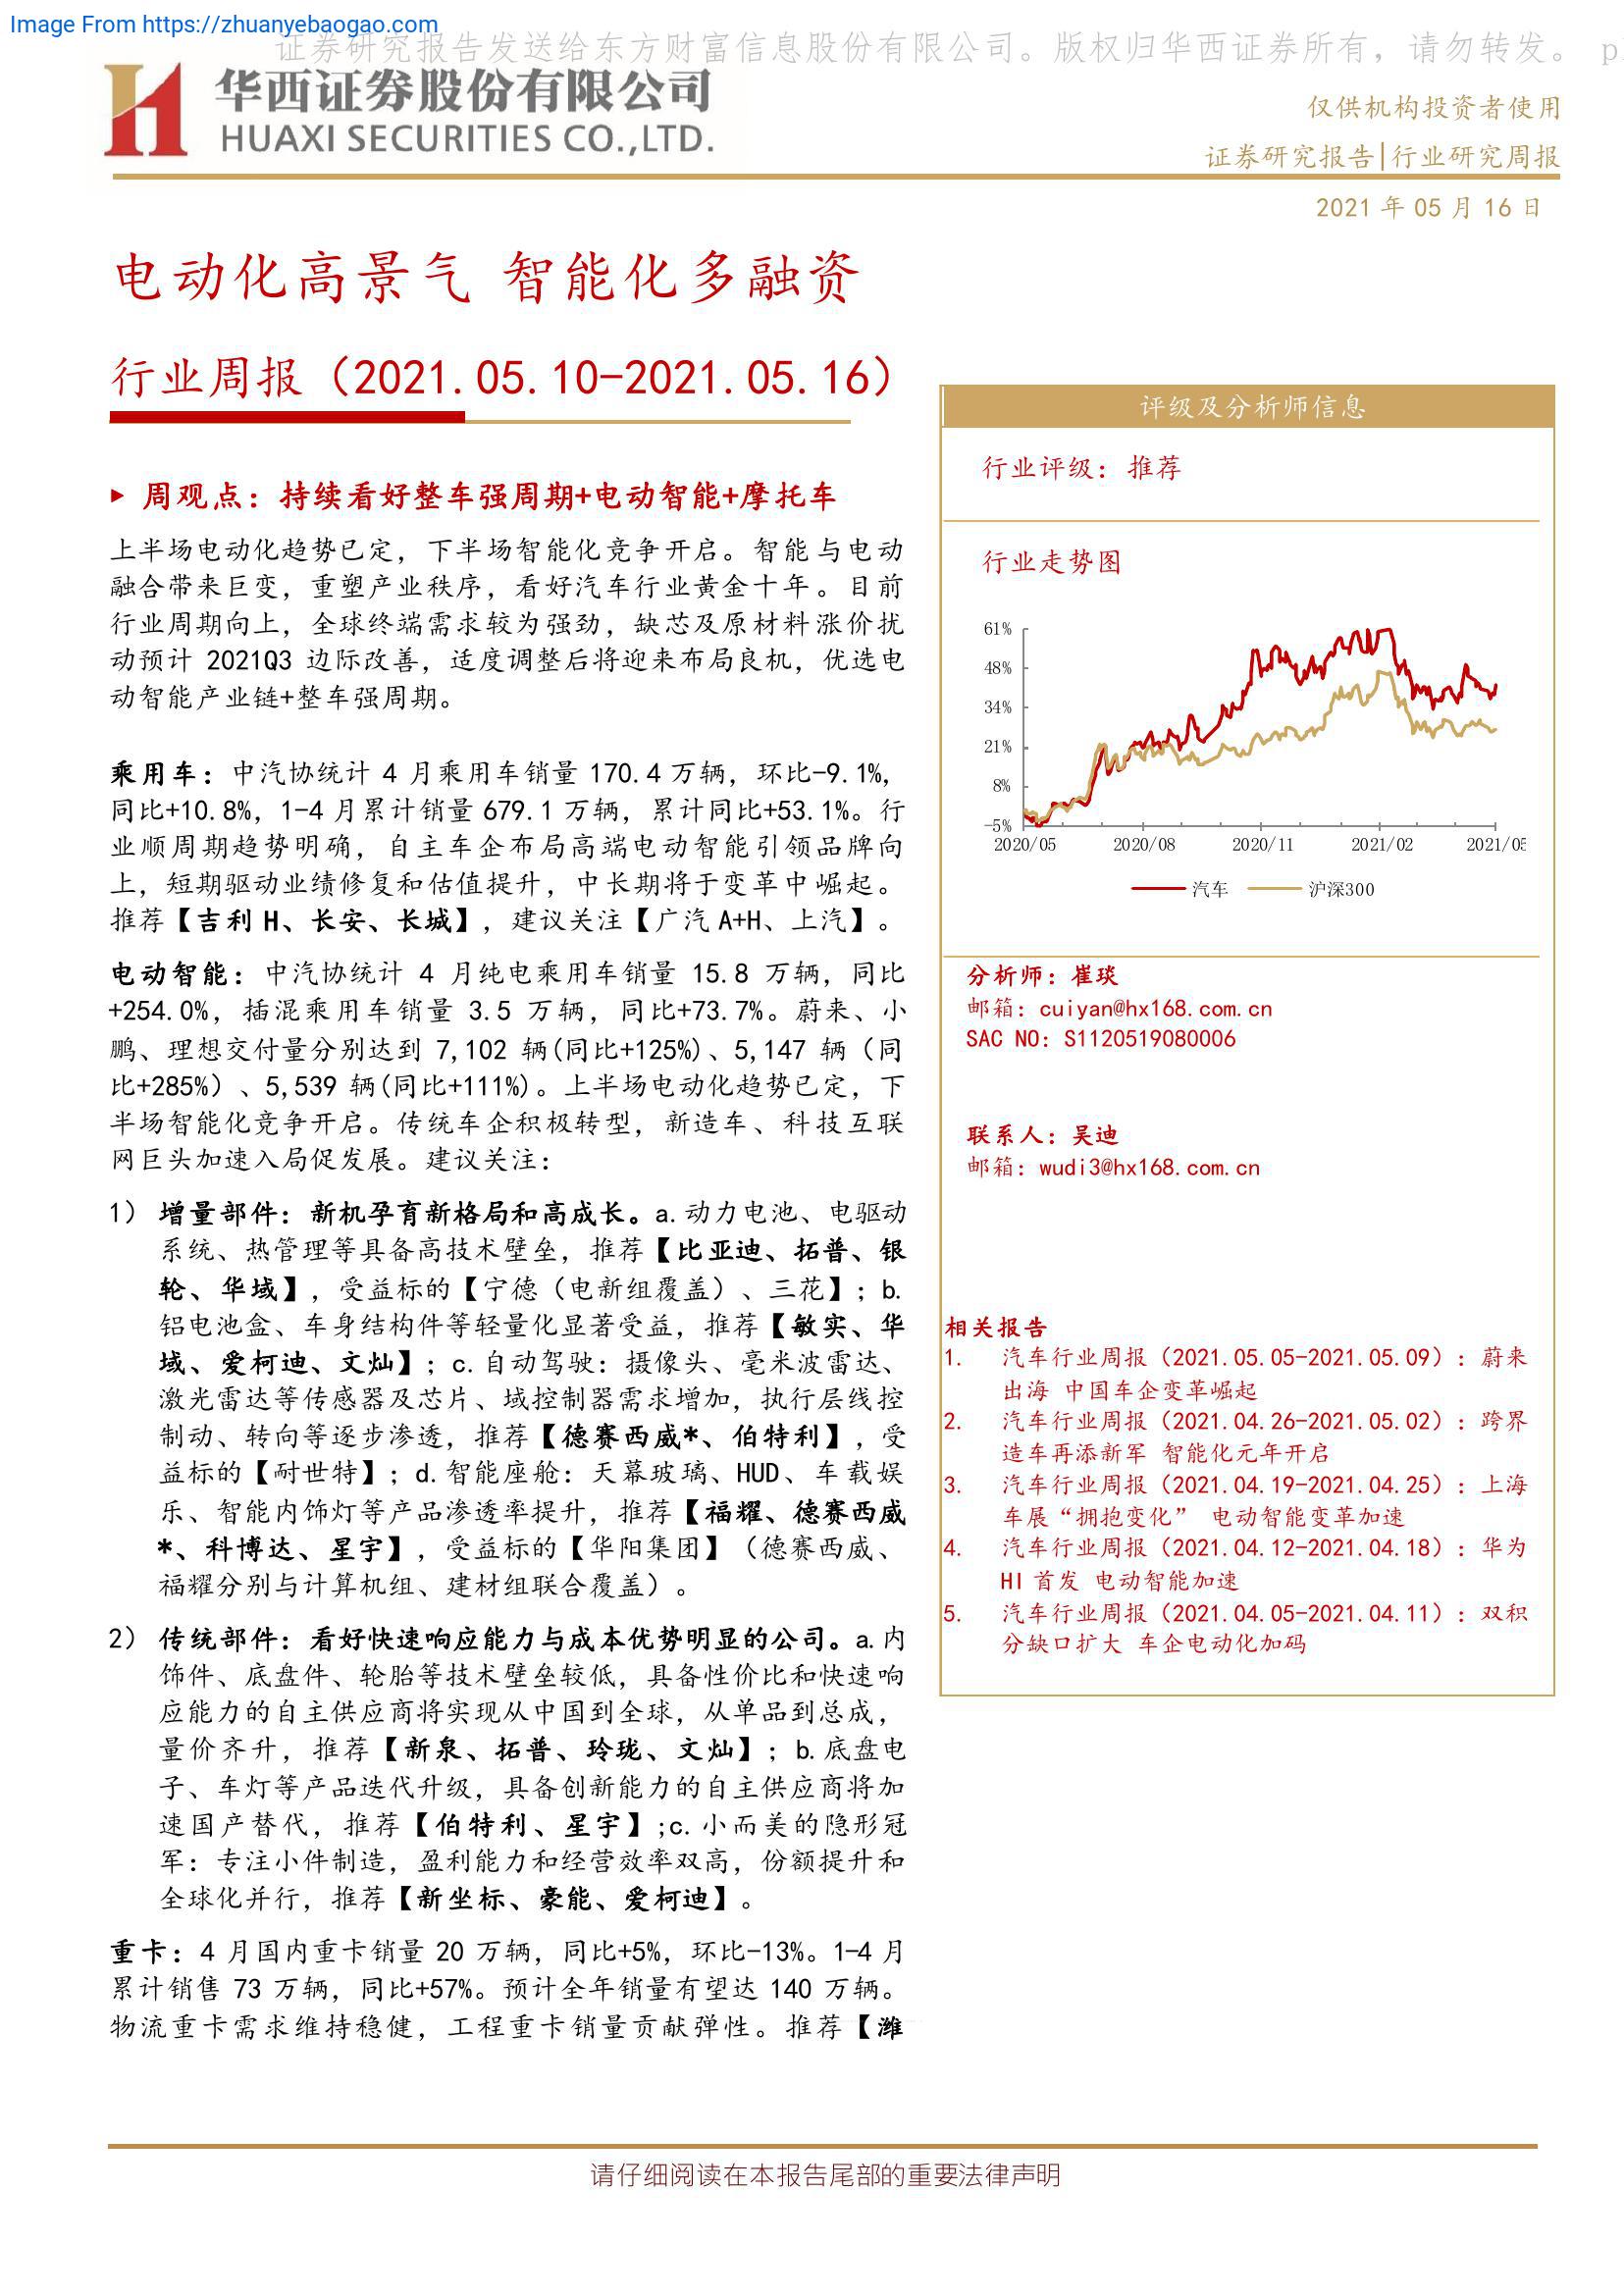 Image From https://zhuanyebaogao.com
证券研究报告发送给东方财富信息股份有限公司。版权归华西证券所有，请勿转发。 p
华西证券股份有限公司
HUAXI SECURITIES CO.,LTD.
仅供机构投资者使用
证券研究报告|行业研究周报
2021 年 05 月 16 日
电动化高景气 智能化多融资
行业周报（2021.05.10-2021.05.16）
周观点：持续看好整车强周期+电动智能+摩托车
上半场电动化趋势已定，下半场智能化竞争开启。智能与电动
融合带来巨变，重塑产业秩序，看好汽车行业黄金十年。目前
行业周期向上，全球终端需求较为强劲，缺芯及原材料涨价扰
动预计 2021Q3 边际改善，适度调整后将迎来布局良机，优选电
动智能产业链+整车强周期。
乘用车：中汽协统计 4 月乘用车销量 170.4 万辆，环比-9.1%，
同比+10.8%，1-4 月累计销量 679.1 万辆，累计同比+53.1%。行
业顺周期趋势明确，自主车企布局高端电动智能引领品牌向
上，短期驱动业绩修复和估值提升，中长期将于变革中崛起。
推荐【吉利 H、长安、长城】，建议关注【广汽 A+H、上汽】。
电动智能：中汽协统计 4 月纯电乘用车销量 15.8 万辆，同比
+254.0%，插混乘用车销量 3.5 万辆，同比+73.7%。蔚来、小
鹏、理想交付量分别达到 7,102 辆(同比+125%)、5,147 辆（同
比+285%）、5,539 辆(同比+111%)。上半场电动化趋势已定，下
半场智能化竞争开启。传统车企积极转型，新造车、科技互联
网巨头加速入局促发展。建议关注：
1） 增量部件：新机孕育新格局和高成长。a.动力电池、电驱动
系统、热管理等具备高技术壁垒，推荐【比亚迪、拓普、银
轮、华域】，受益标的【宁德（电新组覆盖）、三花】；b.
铝电池盒、车身结构件等轻量化显著受益，推荐【敏实、华
域、爱柯迪、文灿】；c.自动驾驶：摄像头、毫米波雷达、
激光雷达等传感器及芯片、域控制器需求增加，执行层线控
制动、转向等逐步渗透，推荐【德赛西威*、伯特利】，受
益标的【耐世特】；d.智能座舱：天幕玻璃、HUD、车载娱
乐、智能内饰灯等产品渗透率提升，推荐【福耀、德赛西威
*、科博达、星宇】，受益标的【华阳集团】（德赛西威、
福耀分别与计算机组、建材组联合覆盖）。
2） 传统部件：看好快速响应能力与成本优势明显的公司。a.内
饰件、底盘件、轮胎等技术壁垒较低，具备性价比和快速响
应能力的自主供应商将实现从中国到全球，从单品到总成，
量价齐升，推荐【新泉、拓普、玲珑、文灿】；b.底盘电
子、车灯等产品迭代升级，具备创新能力的自主供应商将加
速国产替代，推荐【伯特利、星宇】;c.小而美的隐形冠
军：专注小件制造，盈利能力和经营效率双高，份额提升和
全球化并行，推荐【新坐标、豪能、爱柯迪】。
重卡：4 月国内重卡销量 20 万辆，同比+5%，环比-13%。1-4 月
累计销售 73 万辆，同比+57%。预计全年销量有望达 140 万辆。
物流重卡需求维持稳健，工程重卡销量贡献弹性。推荐【潍
评级及分析师信息
行业评级：推荐
行业走势图
61%
48%
34%
21%
8%
-5%
2020/05 2020/08 2020/11 2021/02 2021/05
汽车 沪深300
分析师：崔琰
邮箱：cuiyan@hx168.com.cn
SAC NO：S1120519080006
联系人：吴迪
邮箱：wudi3@hx168.com.cn
相关报告
1. 汽车行业周报（2021.05.05-2021.05.09）：蔚来
出海 中国车企变革崛起
2. 汽车行业周报（2021.04.26-2021.05.02）：跨界
造车再添新军 智能化元年开启
3. 汽车行业周报（2021.04.19-2021.04.25）：上海
车展“拥抱变化” 电动智能变革加速
4. 汽车行业周报（2021.04.12-2021.04.18）：华为
HI 首发 电动智能加速
5. 汽车行业周报（2021.04.05-2021.04.11）：双积
分缺口扩大 车企电动化加码
请仔细阅读在本报告尾部的重要法律声明